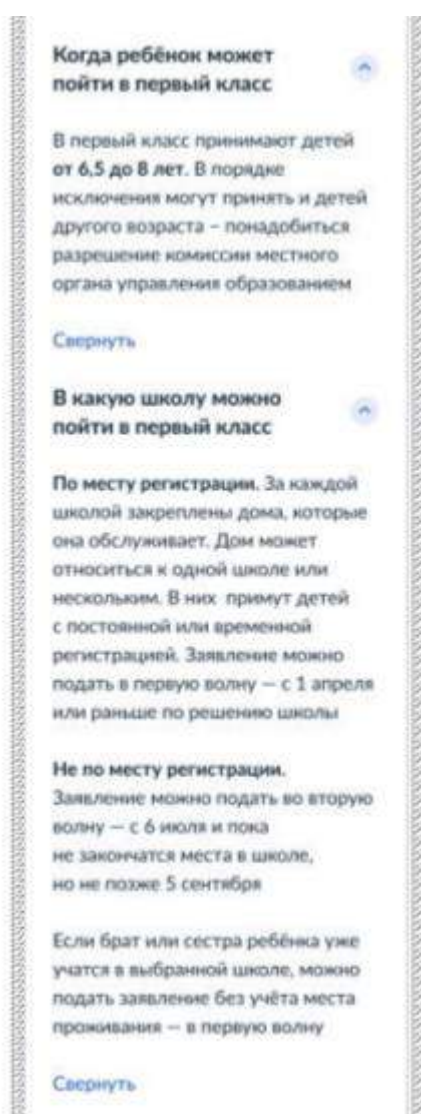 Когда ребёнок может
пойти в первый класс
В первый класс принимают детей
от 6,5 до 8 лет. В порядке
исключения могут принять и детей
другого возраста – понадобиться
разрешение комиссии местного
органа управления образованием
Свернуть
В какую школу можно
пойти в первый класс
По месту регистрации. За каждой
школой закреплены дома, которые
она обслуживает. Дом может
относиться к одной школе или
нескольким. В них примут детей
с постоянной или временной
регистрацией. Заявление можно
подать в первую волну — с 1 апреля
или раньше по решению школы
Не по месту регистрации.
Заявление можно подать во вторую
волну — с 6 июля и пока
не закончатся места в школе,
но не позже 5 сентября
Если брат или сестра ребёнка уже
учатся в выбранной школе, можно
подать заявление без учёта места
проживания — в первую волну
Свернуть